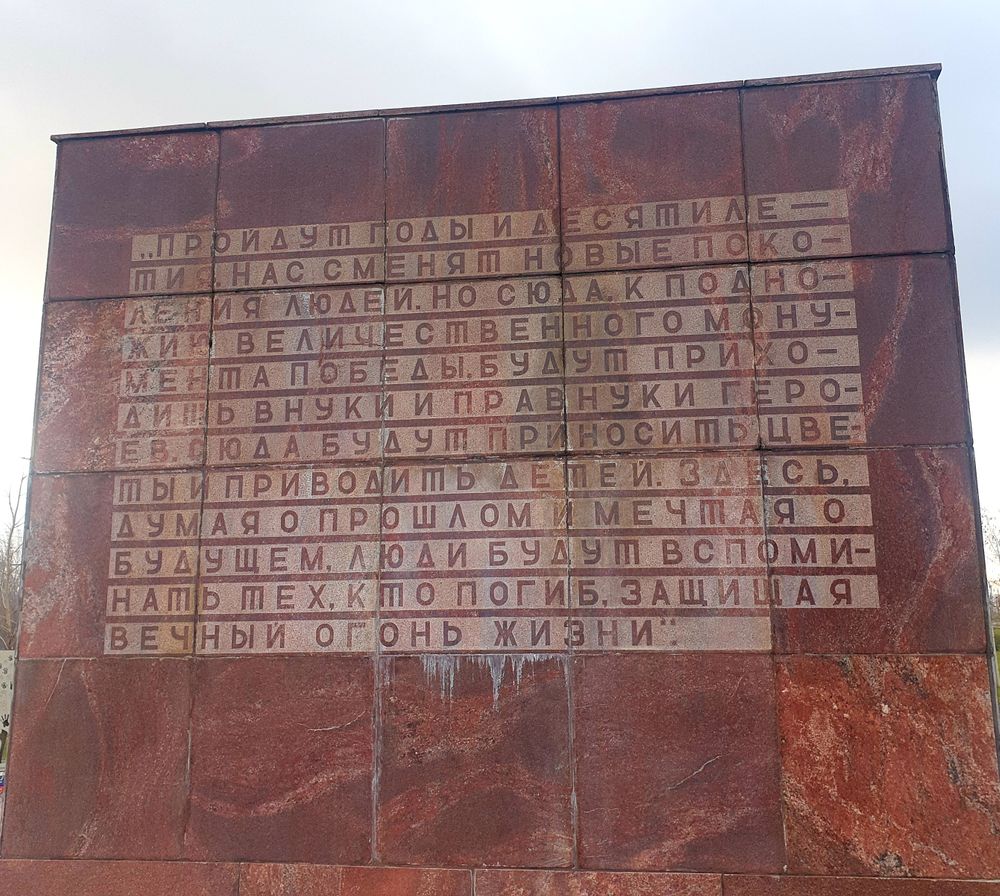 „ПРОЙДУТ ГОДЫ И ДЕСЯТИЛЕ—
ТИЯ. НАС СМЕНЯТ НОВЫЕ ПОКО-
ЛЕНИЯ ЛЮДЕЙ. НО СЮДА, К ПОДНО-
ЖИЮ ВЕЛИЧЕСТВЕННОГО МОНУ-
МЕНТА ПОБЕДЫ, БУДУТ ПРИХО-
ДИТЬ ВНУКИ И ПРАВНУКИ ГЕРО-
ЕВ. СЮДА БУДУТ ПРИНОСИТЬ ЦВЕ-
ТЫ И ПРИВОДИТЬ ДЕТЕЙ. ЗДЕСЬ,
ДУМАЯ О ПРОШЛОМ И МЕЧТАЯ О
БУДУЩЕМ, ЛЮДИ БУДУТ ВСПОМИ-
НАТЬ ТЕХ, КТО ПОГИБ, ЗАЩИЩАЯ
ВЕЧНЫЙ ОГОНЬ ЖИЗНИ“.